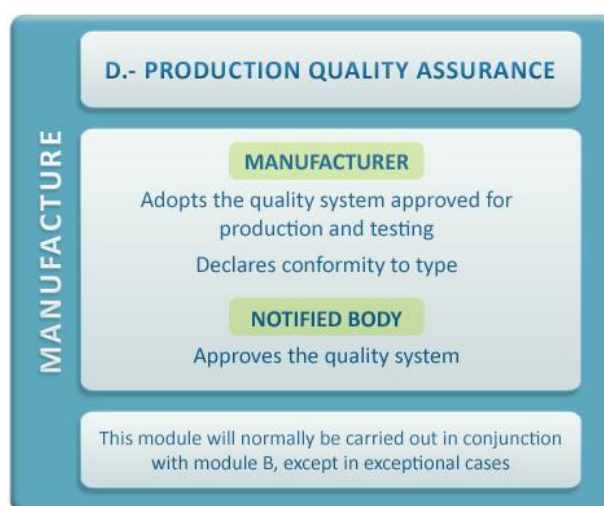 MANUFACTURE
D.- PRODUCTION QUALITY ASSURANCE
MANUFACTURER
Adopts the quality system approved for
production and testing
Declares conformity to type
NOTIFIED BODY
Approves the quality system
This module will normally be carried out in conjunction
with module B, except in exceptional cases